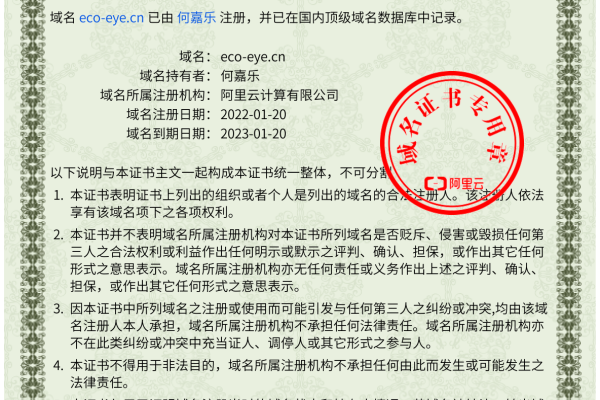 域名 eco-eye.cn 已由 何嘉乐 注册，并已在国内顶级域名数据库中记录。
域名： eco-eye.cn
域名持有者： 何嘉乐
域名所属注册机构： 阿里云计算有限公司
域名注册日期： 2022-01-20
域名到期日期： 2023-01-20
域名证书专用章
阿里云
以下说明与本证书主文一起构成本证书统一整体，不可分割
1. 本证书表明证书上列出的组织或者个人是列出的域名的合法注册人。该注册人依法
享有该域名项下之各项权利。
2. 本证书并不表明域名所属注册机构对本证书所列域名是否贬斥、侵害或毁损任何第
三人之合法权利或利益作出任何明示或默示之评判、确认、担保，或作出其它任何
形式之意思表示。域名所属注册机构亦无任何责任或义务作出上述之评判、确认、
担保，或作出其它任何形式之意思表示。
3. 因本证书中所列域名之注册或使用而可能引发与任何第三人之纠纷或冲突,均由该域
名注册人本人承担，域名所属注册机构不承担任何法律责任。域名所属注册机构亦
不在此类纠纷或冲突中充当证人、调停人或其它形式之参与人。
4. 本证书不得用于非法目的，域名所属注册机构不承担任何由此而发生或可能发生之
法律责任。